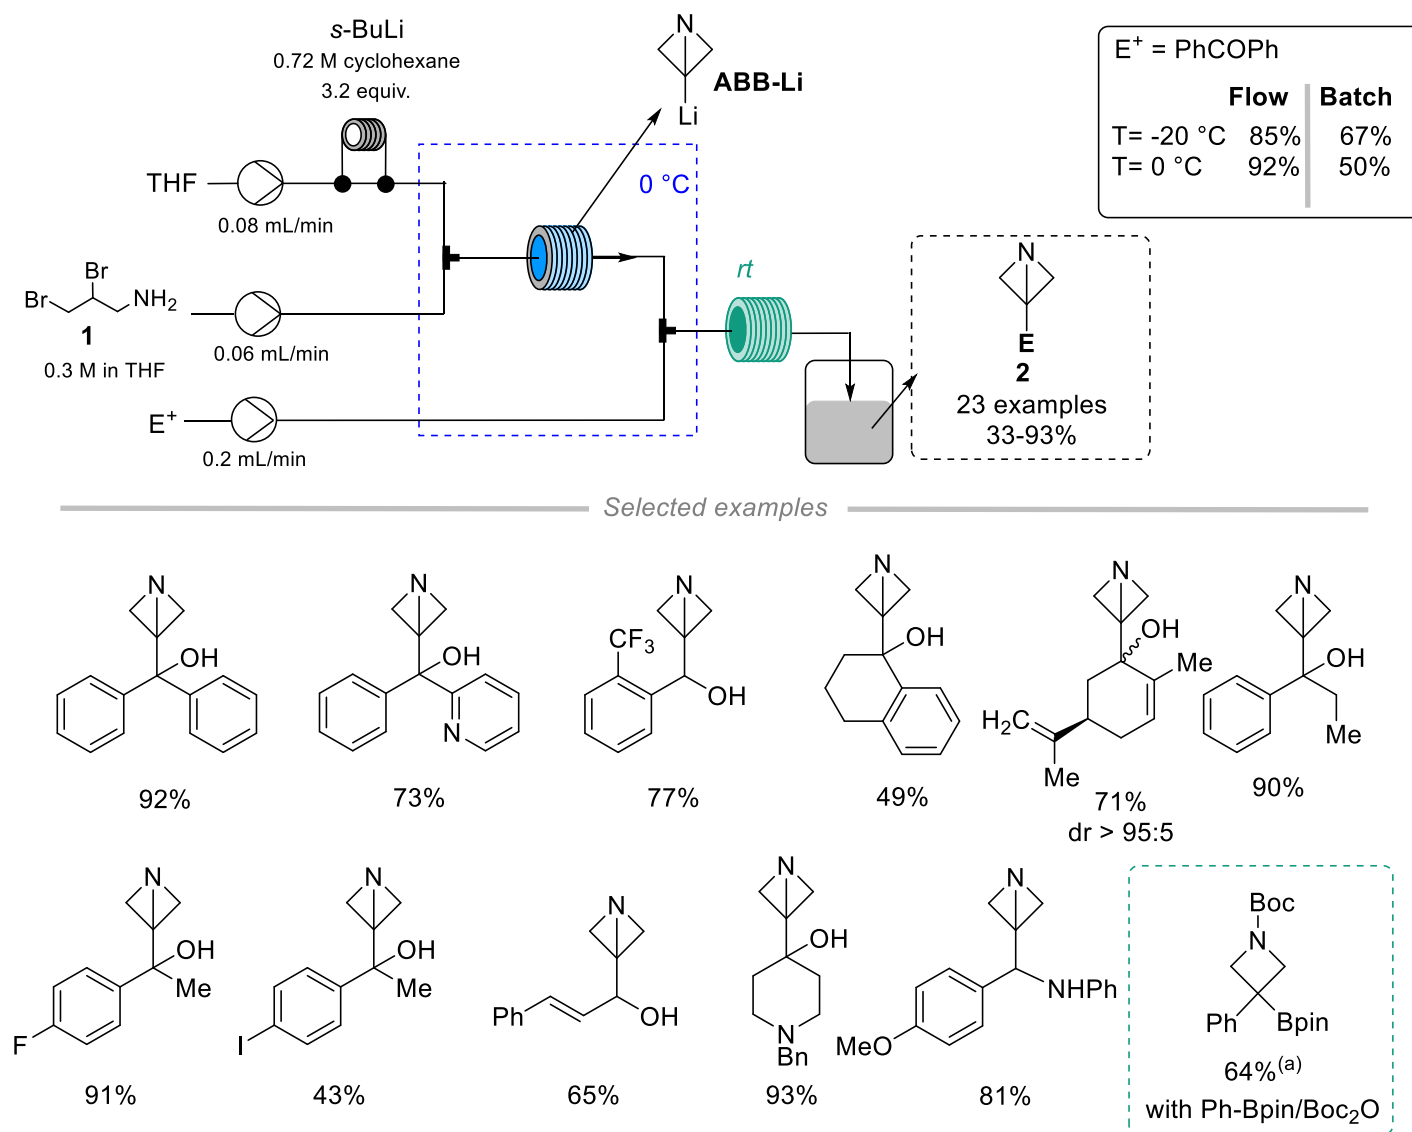 s-BuLi
0.72 M cyclohexane
3.2 equiv.
THF
0.08 mL/min
N
Li
ABB-Li
0 °C
E⁺ = PhCOPh
Flow Batch
T= -20 °C 85% 67%
T= 0 °C 92% 50%
Br
Br
NH₂
1
0.3 M in THF
0.06 mL/min
E⁺
0.2 mL/min
rt
N
E
2
23 examples
33-93%
Selected examples
N
OH
92%
N
OH
N
73%
N
CF₃
OH
77%
N
OH
49%
N
OH
Me
H₂C
Me
71%
dr > 95:5
N
OH
Me
90%
N
OH
Me
F
91%
N
OH
Me
I
43%
N
Ph
OH
65%
N
OH
N
Bn
93%
N
NHPh
MeO
81%
Boc
N
Ph
Bpin
64%⁽ᵃ⁾
with Ph-Bpin/Boc₂O